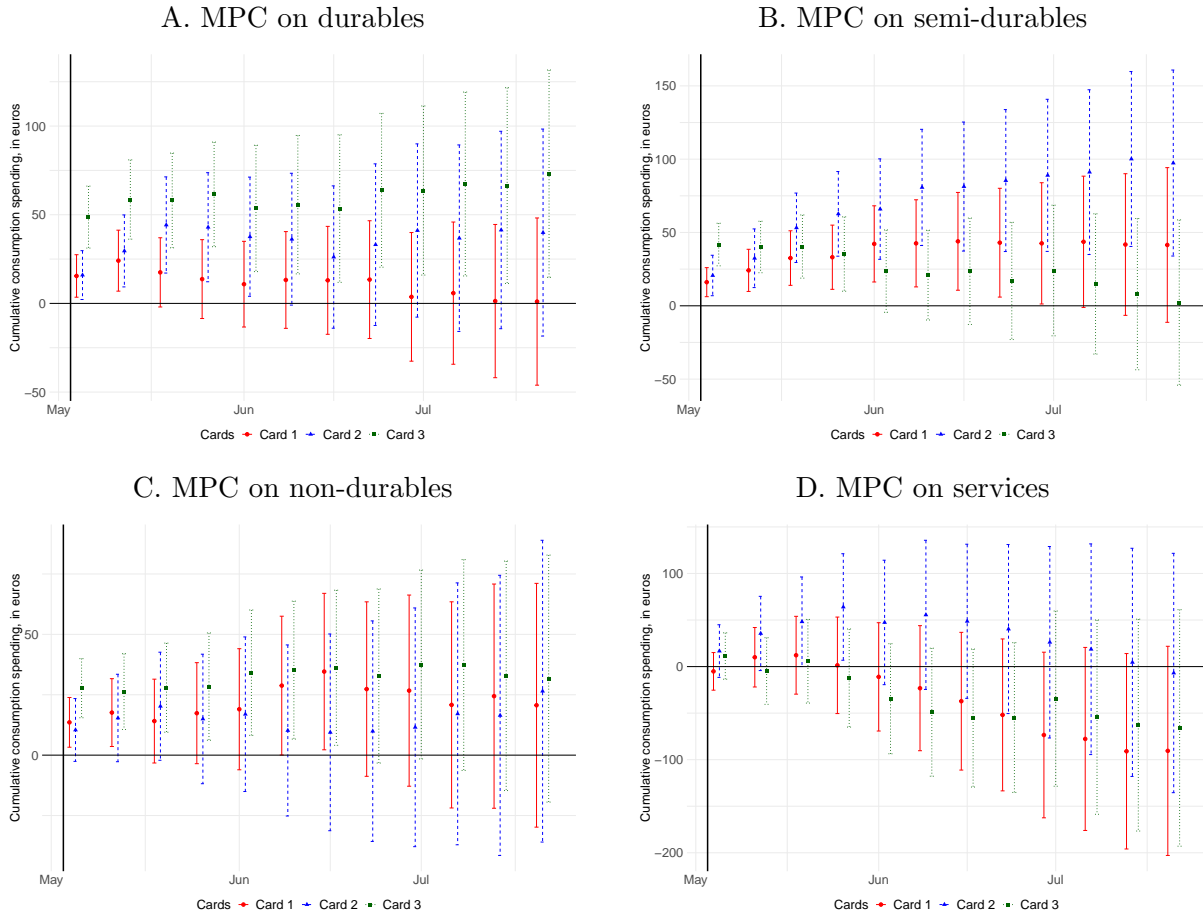 A. MPC on durables
Cumulative consumption spending, in euros
100
50
0
−50
May
Jun
Jul
Cards Card 1 Card 2 Card 3
B. MPC on semi-durables
Cumulative consumption spending, in euros
150
100
50
0
−50
May
Jun
Jul
Cards Card 1 Card 2 Card 3
C. MPC on non-durables
Cumulative consumption spending, in euros
50
0
May
Jun
Jul
Cards Card 1 Card 2 Card 3
D. MPC on services
Cumulative consumption spending, in euros
100
0
−100
−200
May
Jun
Jul
Cards Card 1 Card 2 Card 3